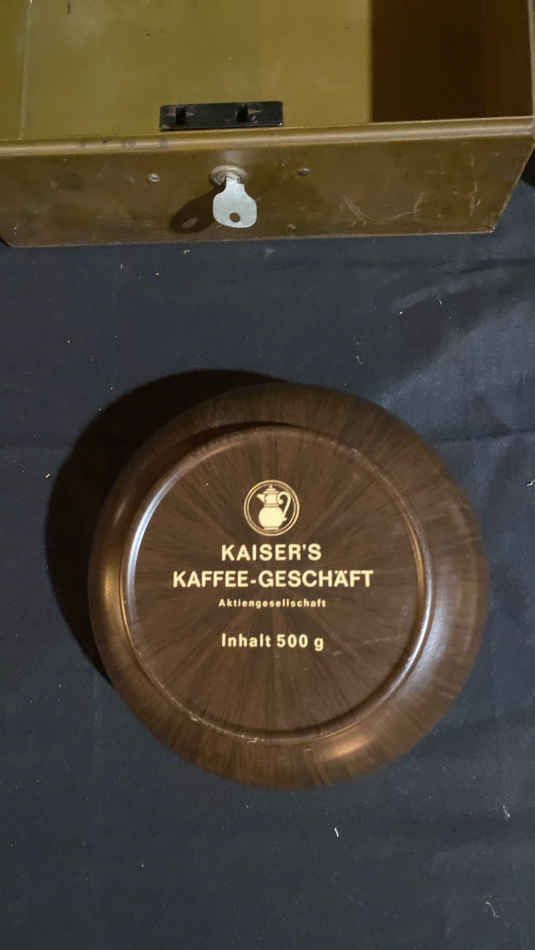 KAISER'S
KAFFEE-GESCHÄFT
Aktiengesellschaft
Inhalt 500 g